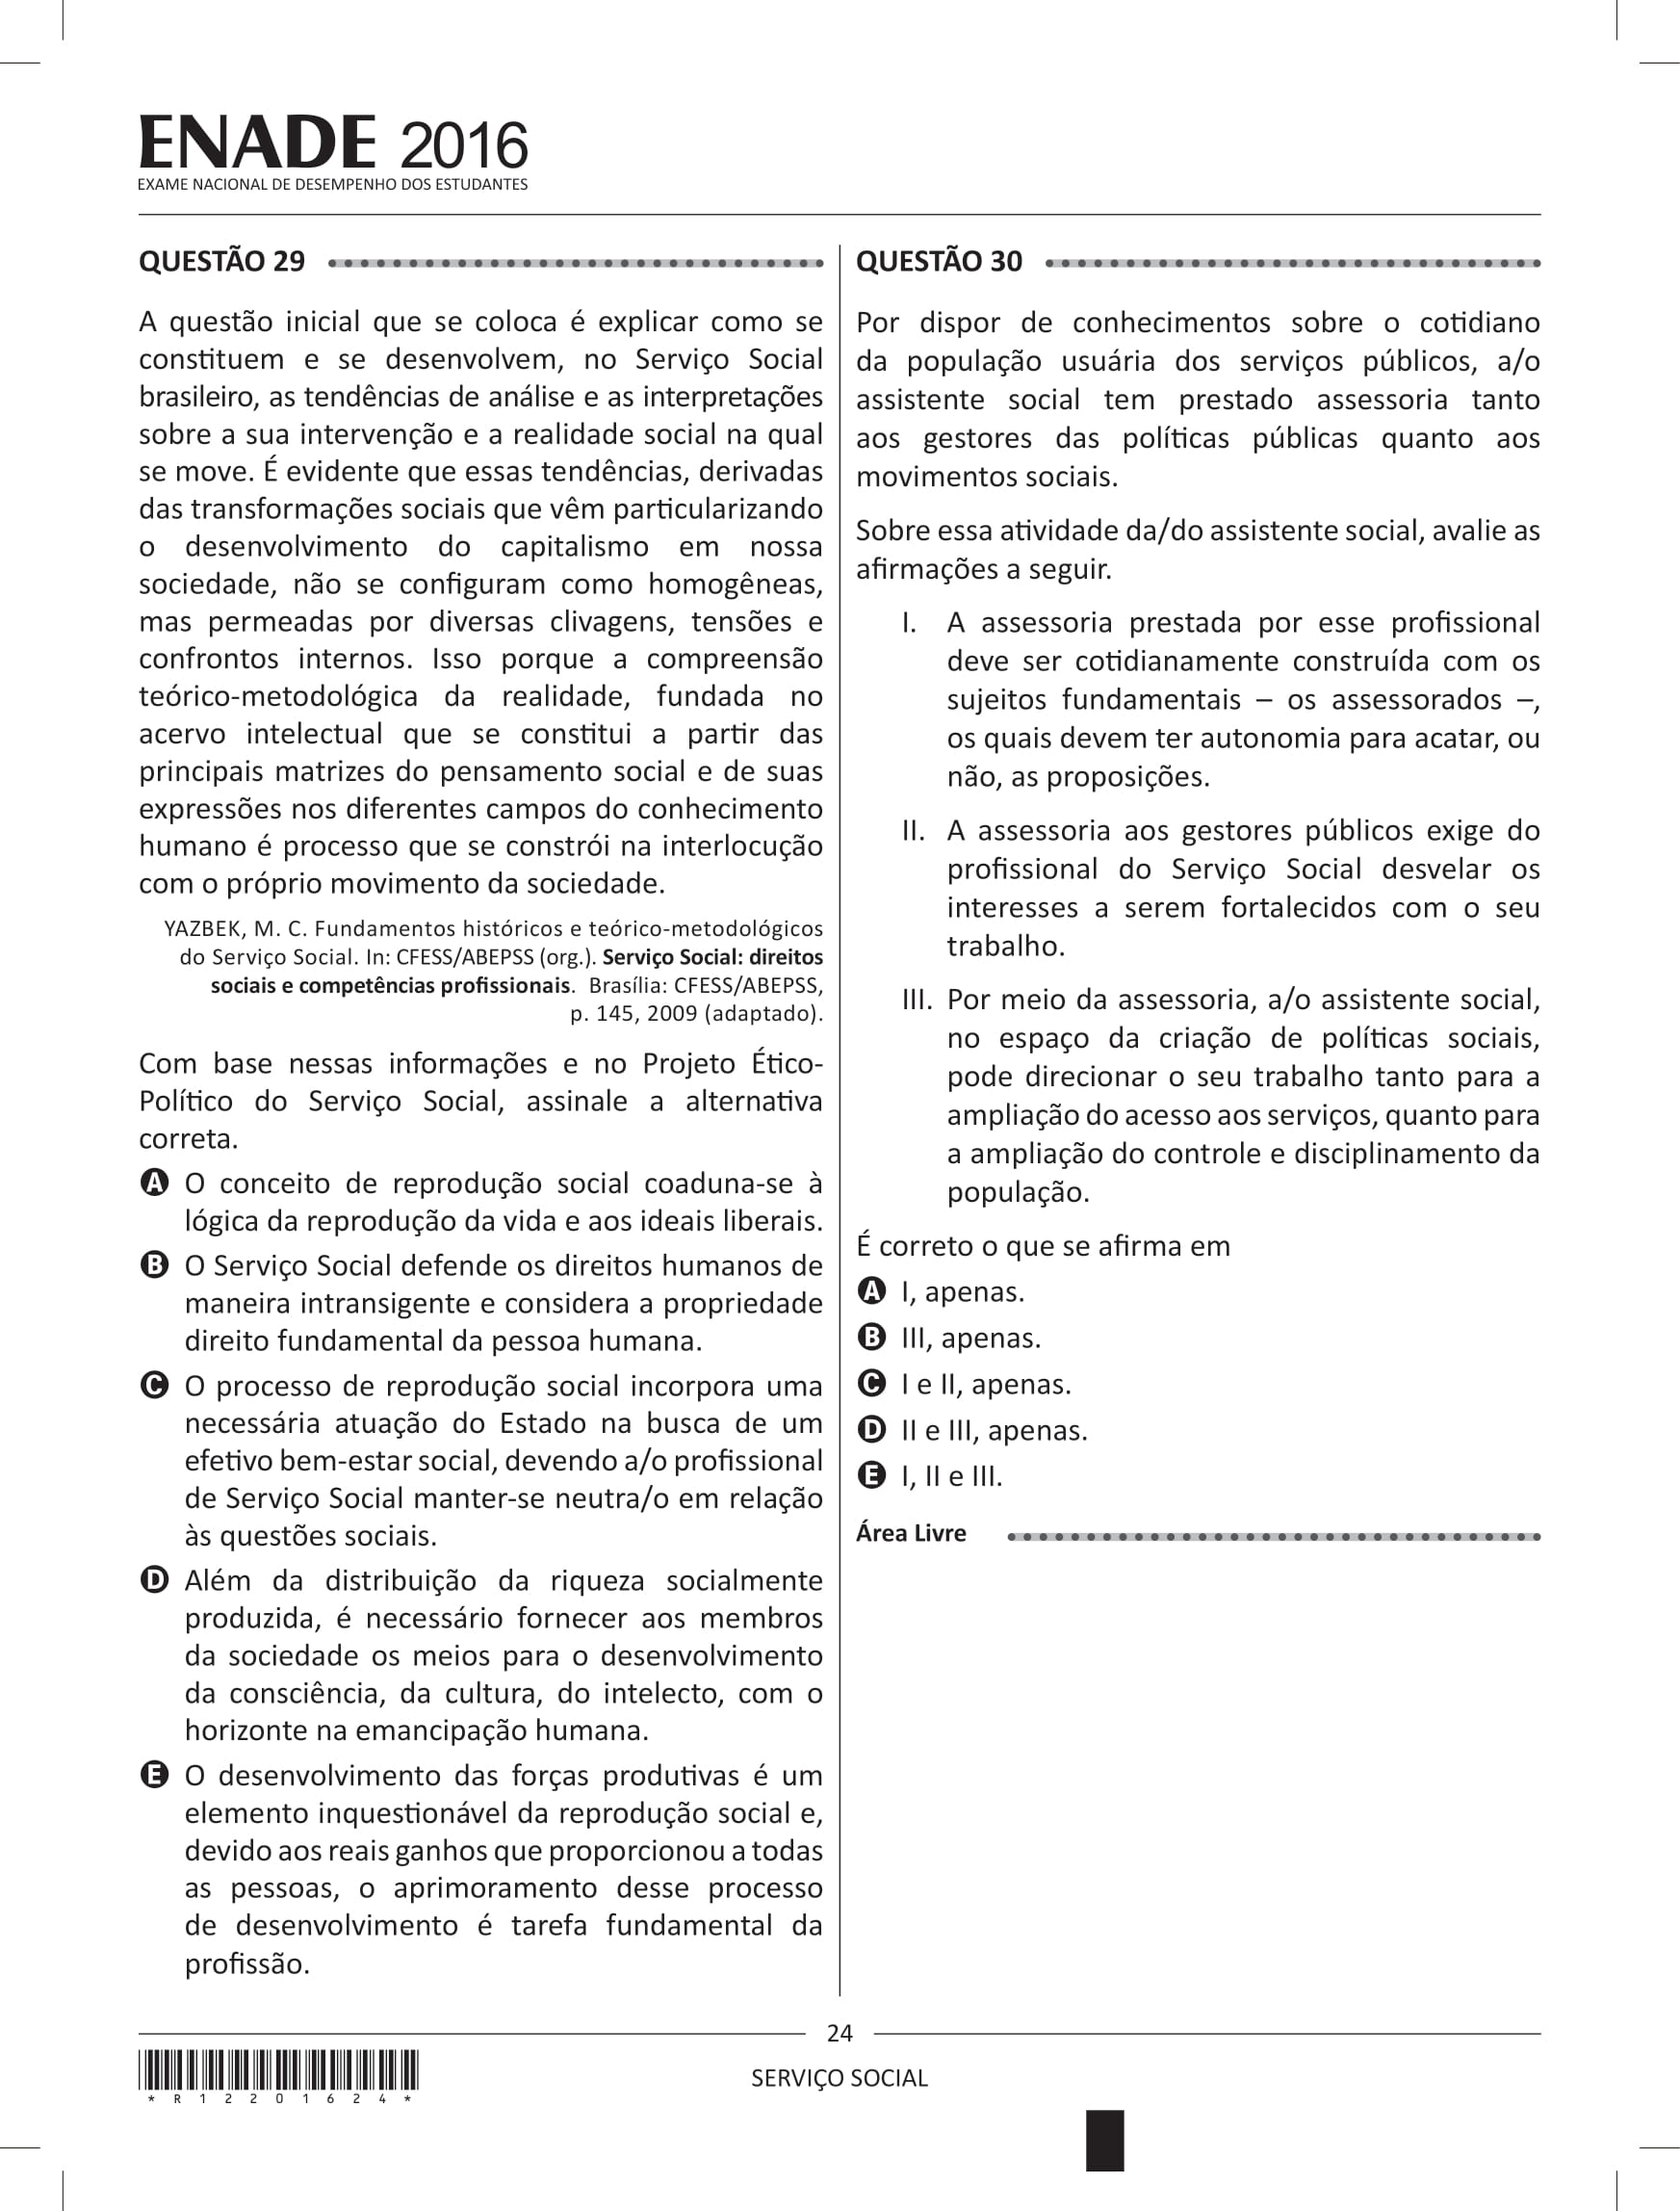 ENADE 2016
EXAME NACIONAL DE DESEMPENHO DOS ESTUDANTES
QUESTÃO 29
A questão inicial que se coloca é explicar como se
constituem e se desenvolvem, no Serviço Social
brasileiro, as tendências de análise e as interpretações
sobre a sua intervenção e a realidade social na qual
se move. É evidente que essas tendências, derivadas
das transformações sociais que vêm particularizando
o desenvolvimento do capitalismo em nossa
sociedade, não se configuram como homogêneas,
mas permeadas por diversas clivagens, tensões e
confrontos internos. Isso porque a compreensão
teórico-metodológica da realidade, fundada no
acervo intelectual que se constitui a partir das
principais matrizes do pensamento social e de suas
expressões nos diferentes campos do conhecimento
humano é processo que se constrói na interlocução
com o próprio movimento da sociedade.
YAZBEK, M. C. Fundamentos históricos e teórico-metodológicos
do Serviço Social. In: CFESS/ABEPSS (org.). Serviço Social: direitos
sociais e competências profissionais. Brasília: CFESS/ABEPSS,
p. 145, 2009 (adaptado).
Com base nessas informações e no Projeto Ético-
Político do Serviço Social, assinale a alternativa
correta.
A O conceito de reprodução social coaduna-se à
lógica da reprodução da vida e aos ideais liberais.
B O Serviço Social defende os direitos humanos de
maneira intransigente e considera a propriedade
direito fundamental da pessoa humana.
C O processo de reprodução social incorpora uma
necessária atuação do Estado na busca de um
efetivo bem-estar social, devendo a/o profissional
de Serviço Social manter-se neutra/o em relação
às questões sociais.
D Além da distribuição da riqueza socialmente
produzida, é necessário fornecer aos membros
da sociedade os meios para o desenvolvimento
da consciência, da cultura, do intelecto, com o
horizonte na emancipação humana.
E O desenvolvimento das forças produtivas é um
elemento inquestionável da reprodução social e,
devido aos reais ganhos que proporcionou a todas
as pessoas, o aprimoramento desse processo
de desenvolvimento é tarefa fundamental da
profissão.
QUESTÃO 30
Por dispor de conhecimentos sobre o cotidiano
da população usuária dos serviços públicos, a/o
assistente social tem prestado assessoria tanto
aos gestores das políticas públicas quanto aos
movimentos sociais.
Sobre essa atividade da/do assistente social, avalie as
afirmações a seguir.
I. A assessoria prestada por esse profissional
deve ser cotidianamente construída com os
sujeitos fundamentais – os assessorados –,
os quais devem ter autonomia para acatar, ou
não, as proposições.
II. A assessoria aos gestores públicos exige do
profissional do Serviço Social desvelar os
interesses a serem fortalecidos com o seu
trabalho.
III. Por meio da assessoria, a/o assistente social,
no espaço da criação de políticas sociais,
pode direcionar o seu trabalho tanto para a
ampliação do acesso aos serviços, quanto para
a ampliação do controle e disciplinamento da
população.
É correto o que se afirma em
A I, apenas.
B III, apenas.
C I e II, apenas.
D II e III, apenas.
E I, II e III.
Área Livre
24
SERVIÇO SOCIAL
* R 1 2 2 0 1 6 2 4 *